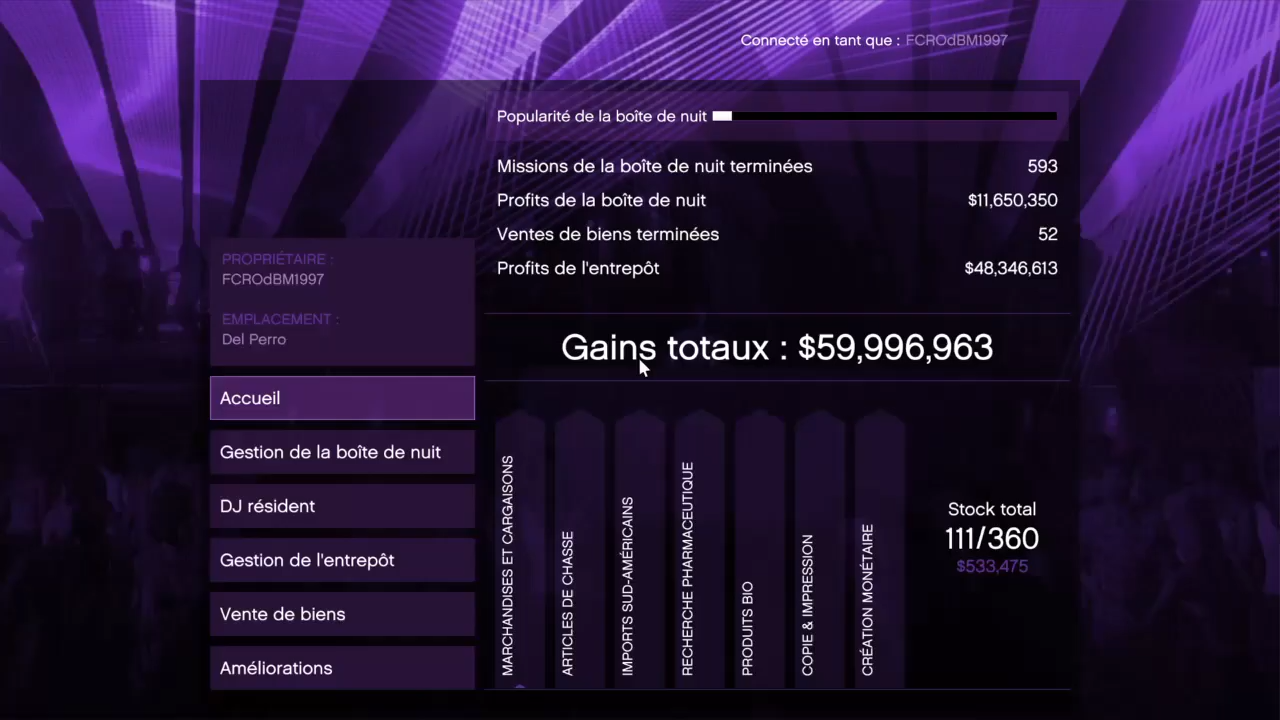 Connecté en tant que : FCROdBM1997
Popularité de la boîte de nuit
Missions de la boîte de nuit terminées 593
Profits de la boîte de nuit $11,650,350
Ventes de biens terminées 52
Profits de l'entrepôt $48,346,613
PROPRIÉTAIRE :
FCROdBM1997
EMPLACEMENT :
Del Perro
Gains totaux : $59,996,963
Accueil
Gestion de la boîte de nuit
DJ résident
Gestion de l'entrepôt
Vente de biens
Améliorations
MARCHANDISES ET CARGAISONS
ARTICLES DE CHASSE
IMPORTS SUD-AMÉRICAINS
RECHERCHE PHARMACEUTIQUE
PRODUITS BIO
COPIE & IMPRESSION
CRÉATION MONÉTAIRE
Stock total
111/360
$533,475